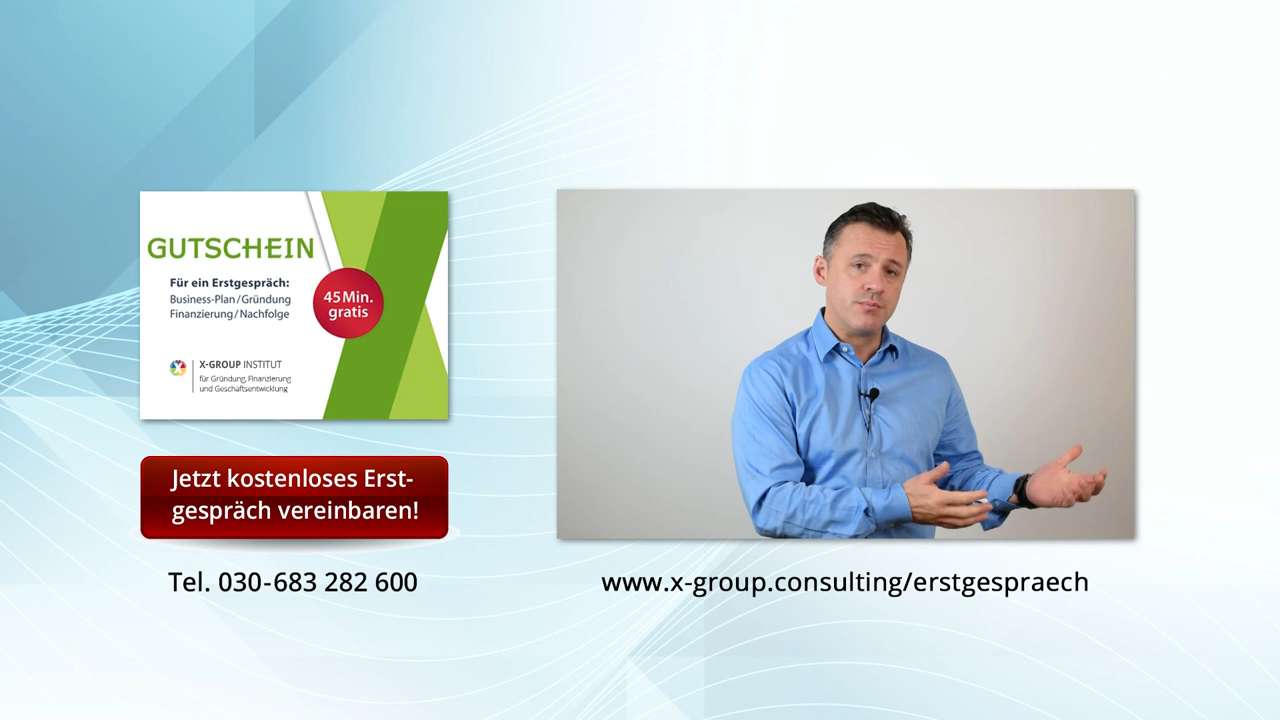 GUTSCHEIN
Für ein Erstgespräch:
Business-Plan/Gründung
Finanzierung/Nachfolge
45 Min.
gratis
X-GROUP INSTITUT
für Gründung, Finanzierung
und Geschäftsentwicklung
Jetzt kostenloses Erst-
gespräch vereinbaren!
Tel. 030-683 282 600
www.x-group.consulting/erstgespraech